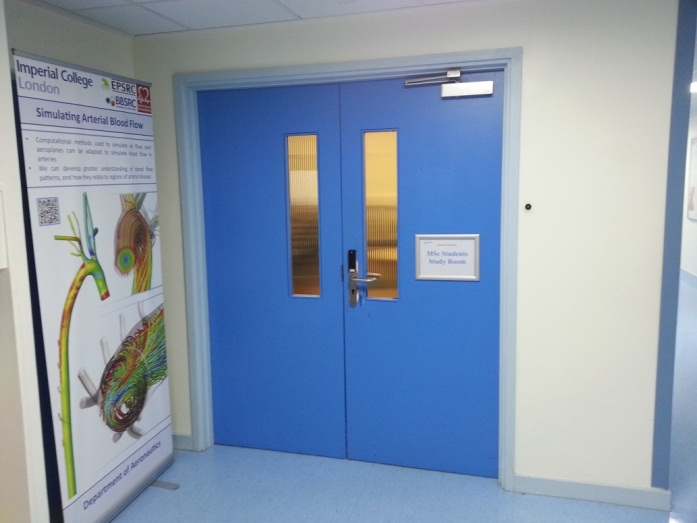 Imperial College
London
EPSRC
BBSRC
Simulating Arterial Blood Flow
Computational methods used to simulate air flow over
aeroplanes can be adapted to simulate blood flow in
arteries
We can develop greater understanding of blood flow
patterns, and how they relate to regions of arterial disease
Department of Aeronautics
MSc Students
Study Room